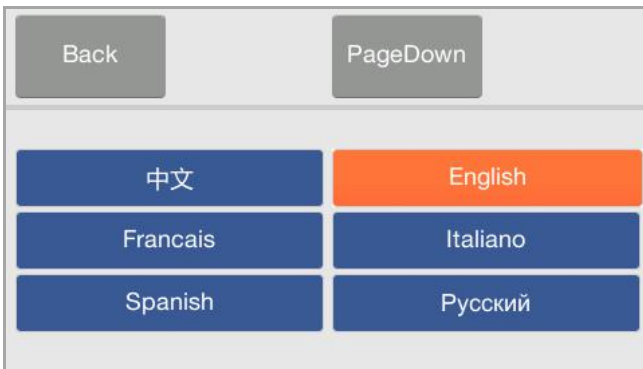 Back PageDown
中文 English
Francais Italiano
Spanish Русский